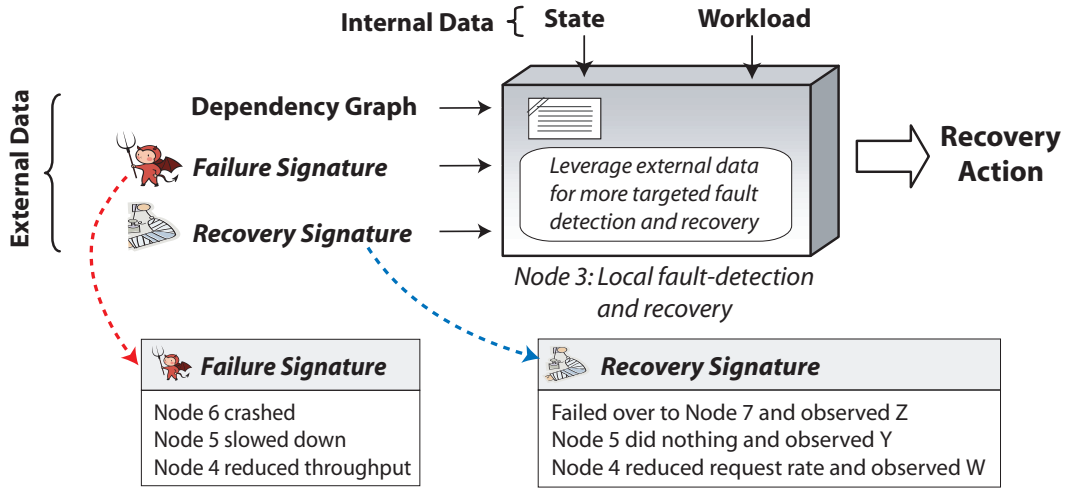 Internal Data
State
Workload
External Data
Dependency Graph
Failure Signature
Recovery Signature
Leverage external data
for more targeted fault
detection and recovery
Recovery
Action
Node 3: Local fault-detection
and recovery
Failure Signature
Node 6 crashed
Node 5 slowed down
Node 4 reduced throughput
Recovery Signature
Failed over to Node 7 and observed Z
Node 5 did nothing and observed Y
Node 4 reduced request rate and observed W